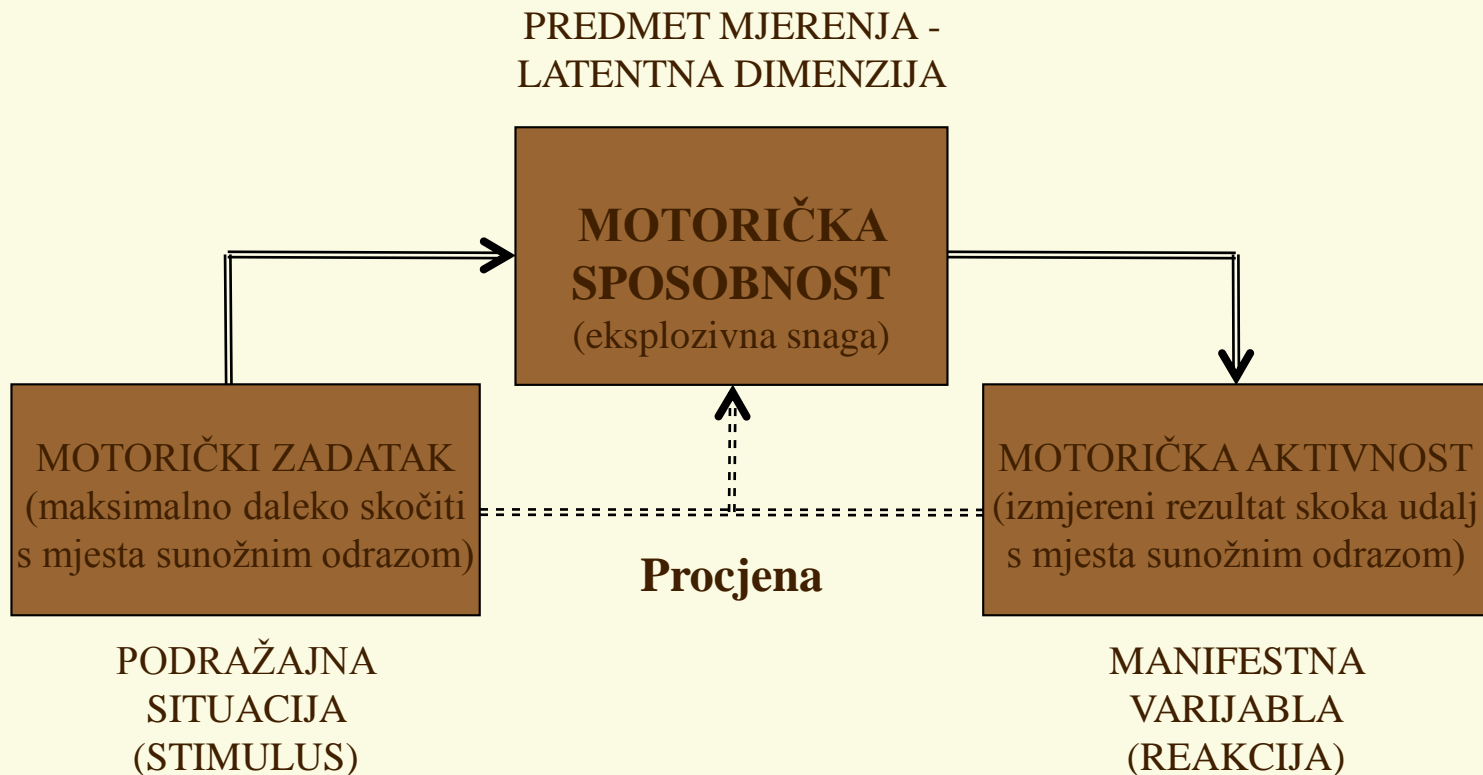 PREDMET MJERENJA -
LATENTNA DIMENZIJA
MOTORIČKA
SPOSOBNOST
(eksplozivna snaga)
MOTORIČKI ZADATAK
(maksimalno daleko skočiti
s mjesta sunožnim odrazom)
MOTORIČKA AKTIVNOST
(izmjereni rezultat skoka udalj
s mjesta sunožnim odrazom)
Procjena
PODRAŽAJNA
SITUACIJA
(STIMULUS)
MANIFESTNA
VARIJABLA
(REAKCIJA)